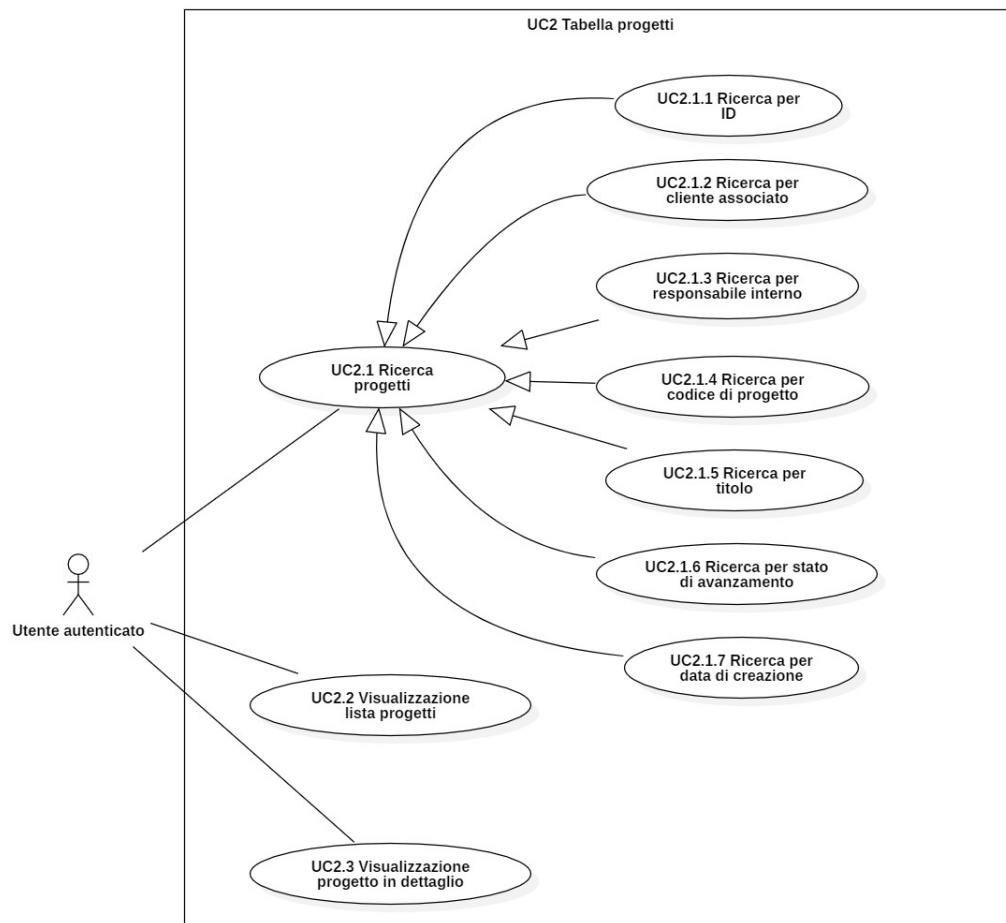 UC2 Tabella progetti
UC2.1.1 Ricerca per
ID
UC2.1.2 Ricerca per
cliente associato
UC2.1.3 Ricerca per
responsabile interno
UC2.1 Ricerca
progetti
UC2.1.4 Ricerca per
codice di progetto
UC2.1.5 Ricerca per
titolo
UC2.1.6 Ricerca per stato
di avanzamento
Utente autenticato
UC2.1.7 Ricerca per
data di creazione
UC2.2 Visualizzazione
lista progetti
UC2.3 Visualizzazione
progetto in dettaglio